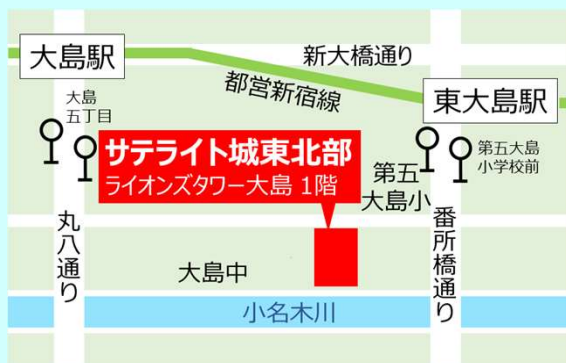 大島駅
新大橋通り
都営新宿線
東大島駅
大島
五丁目
サテライト城東北部
ライオンズタワー大島 1階
第五
大島小
第五大島
小学校前
丸八通り
番所橋通り
大島中
小名木川